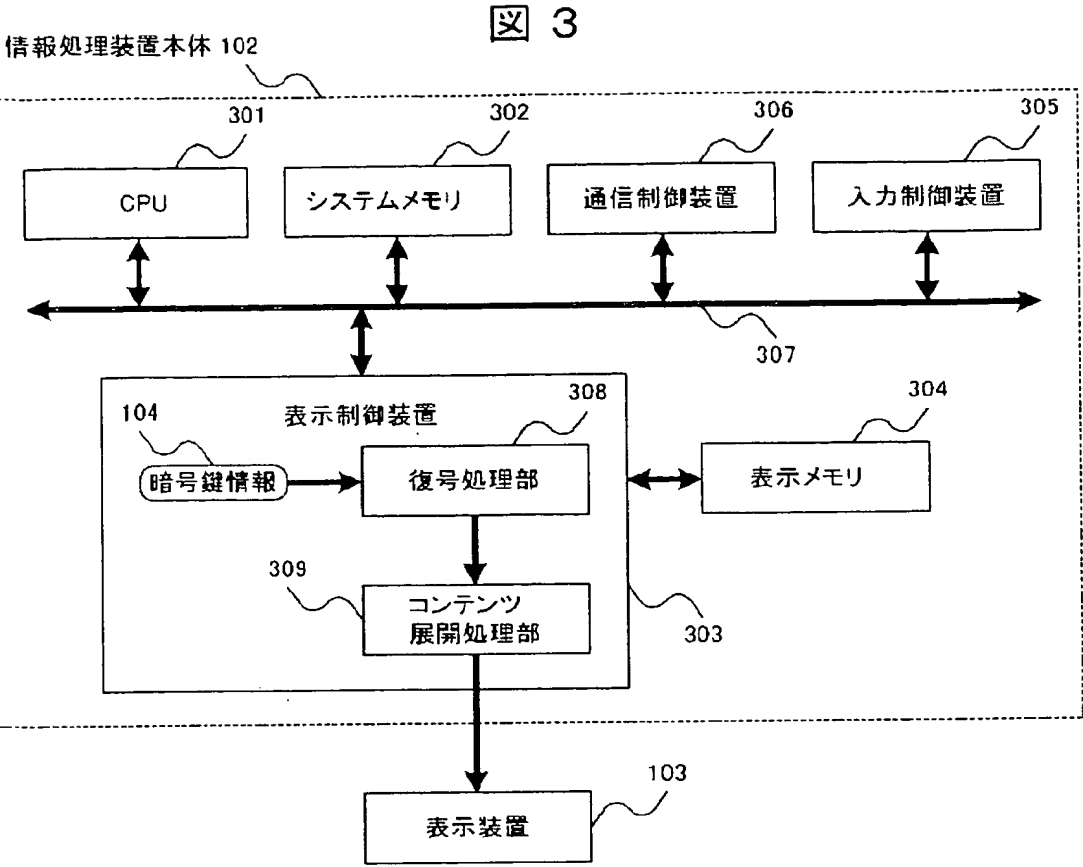 図 3
情報処理装置本体 102
301
302
306
305
CPU
システムメモリ
通信制御装置
入力制御装置
307
104
表示制御装置
308
304
暗号鍵情報
復号処理部
表示メモリ
309
コンテンツ
展開処理部
303
103
表示装置